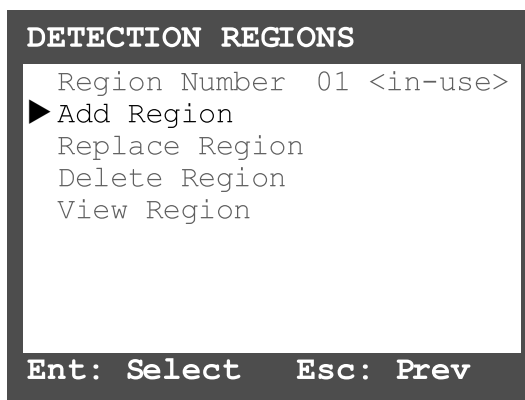 DETECTION REGIONS
Region Number 01 <in-use>
Add Region
Replace Region
Delete Region
View Region
Ent: Select Esc: Prev